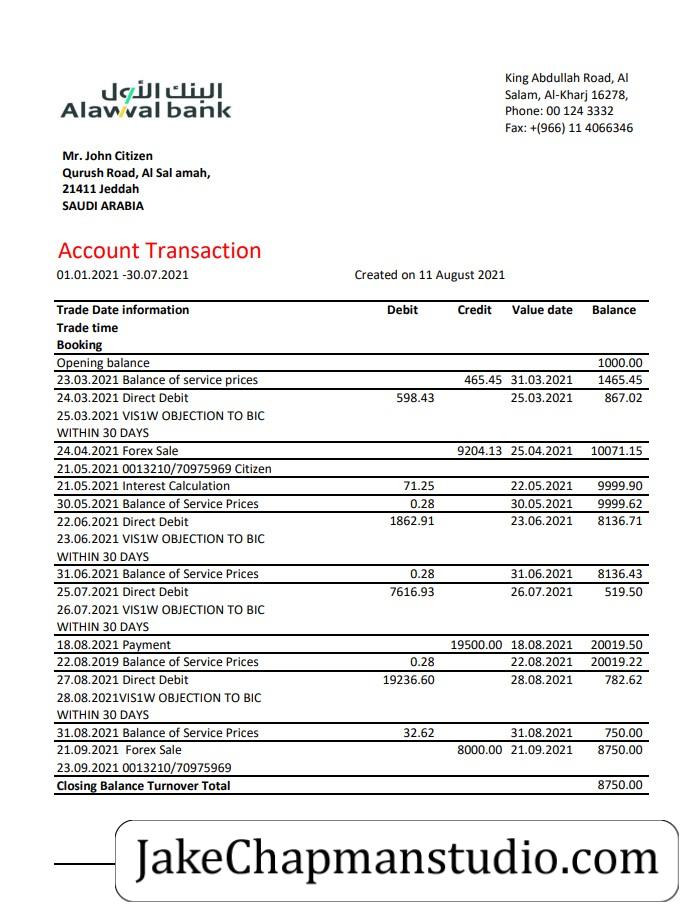 البنك الأول
Alawwal bank
King Abdullah Road, Al
Salam, Al-Kharj 16278,
Phone: 00 124 3332
Fax: +(966) 11 4066346
Mr. John Citizen
Qurush Road, Al Sal amah,
21411 Jeddah
SAUDI ARABIA
Account Transaction
01.01.2021 -30.07.2021 Created on 11 August 2021
Trade Date information Debit Credit Value date Balance
Trade time
Booking
Opening balance 1000.00
23.03.2021 Balance of service prices 465.45 31.03.2021 1465.45
24.03.2021 Direct Debit 598.43 25.03.2021 867.02
25.03.2021 VIS1W OBJECTION TO BIC
WITHIN 30 DAYS
24.04.2021 Forex Sale 9204.13 25.04.2021 10071.15
21.05.2021 0013210/70975969 Citizen
21.05.2021 Interest Calculation 71.25 22.05.2021 9999.90
30.05.2021 Balance of Service Prices 0.28 30.05.2021 9999.62
22.06.2021 Direct Debit 1862.91 23.06.2021 8136.71
23.06.2021 VIS1W OBJECTION TO BIC
WITHIN 30 DAYS
31.06.2021 Balance of Service Prices 0.28 31.06.2021 8136.43
25.07.2021 Direct Debit 7616.93 26.07.2021 519.50
26.07.2021 VIS1W OBJECTION TO BIC
WITHIN 30 DAYS
18.08.2021 Payment 19500.00 18.08.2021 20019.50
22.08.2019 Balance of Service Prices 0.28 22.08.2021 20019.22
27.08.2021 Direct Debit 19236.60 28.08.2021 782.62
28.08.2021VIS1W OBJECTION TO BIC
WITHIN 30 DAYS
31.08.2021 Balance of Service Prices 32.62 31.08.2021 750.00
21.09.2021 Forex Sale 8000.00 21.09.2021 8750.00
23.09.2021 0013210/70975969
Closing Balance Turnover Total 8750.00
JakeChapmanstudio.com